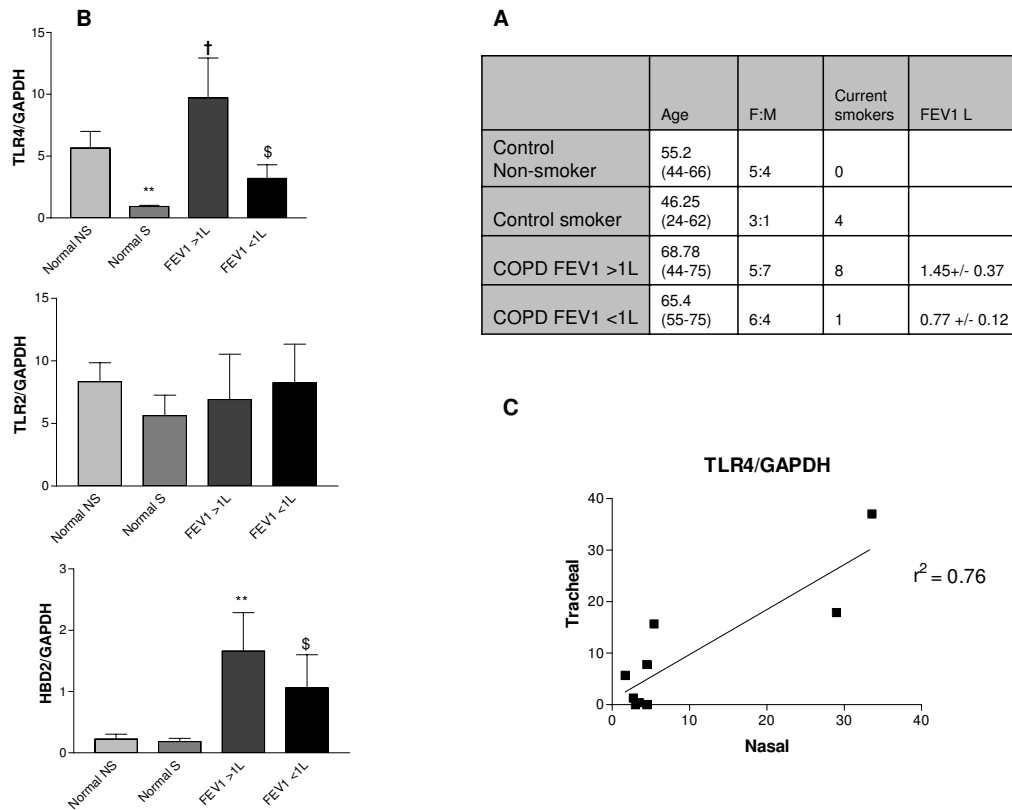 B
TLR4/GAPDH
15
10
5
0
†
**
$
Normal NS
Normal S
FEV1 >1L
FEV1 <1L
TLR2/GAPDH
15
10
5
0
Normal NS
Normal S
FEV1 >1L
FEV1 <1L
HBD2/GAPDH
3
2
1
0
**
$
Normal NS
Normal S
FEV1 >1L
FEV1 <1L
A
Age F:M Current smokers FEV1 L
Control Non-smoker 55.2 (44-66) 5:4 0
Control smoker 46.25 (24-62) 3:1 4
COPD FEV1 >1L 68.78 (44-75) 5:7 8 1.45+/- 0.37
COPD FEV1 <1L 65.4 (55-75) 6:4 1 0.77 +/- 0.12
C
TLR4/GAPDH
Tracheal
40
30
20
10
0
r² = 0.76
0 10 20 30 40
Nasal